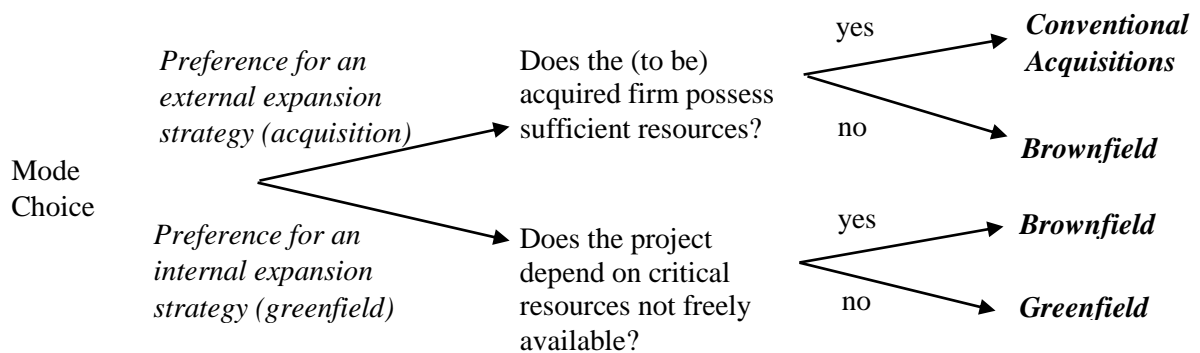 Mode
Choice
Preference for an
external expansion
strategy (acquisition)
Preference for an
internal expansion
strategy (greenfield)
Does the (to be)
acquired firm possess
sufficient resources?
Does the project
depend on critical
resources not freely
available?
yes
no
yes
no
Conventional
Acquisitions
Brownfield
Brownfield
Greenfield